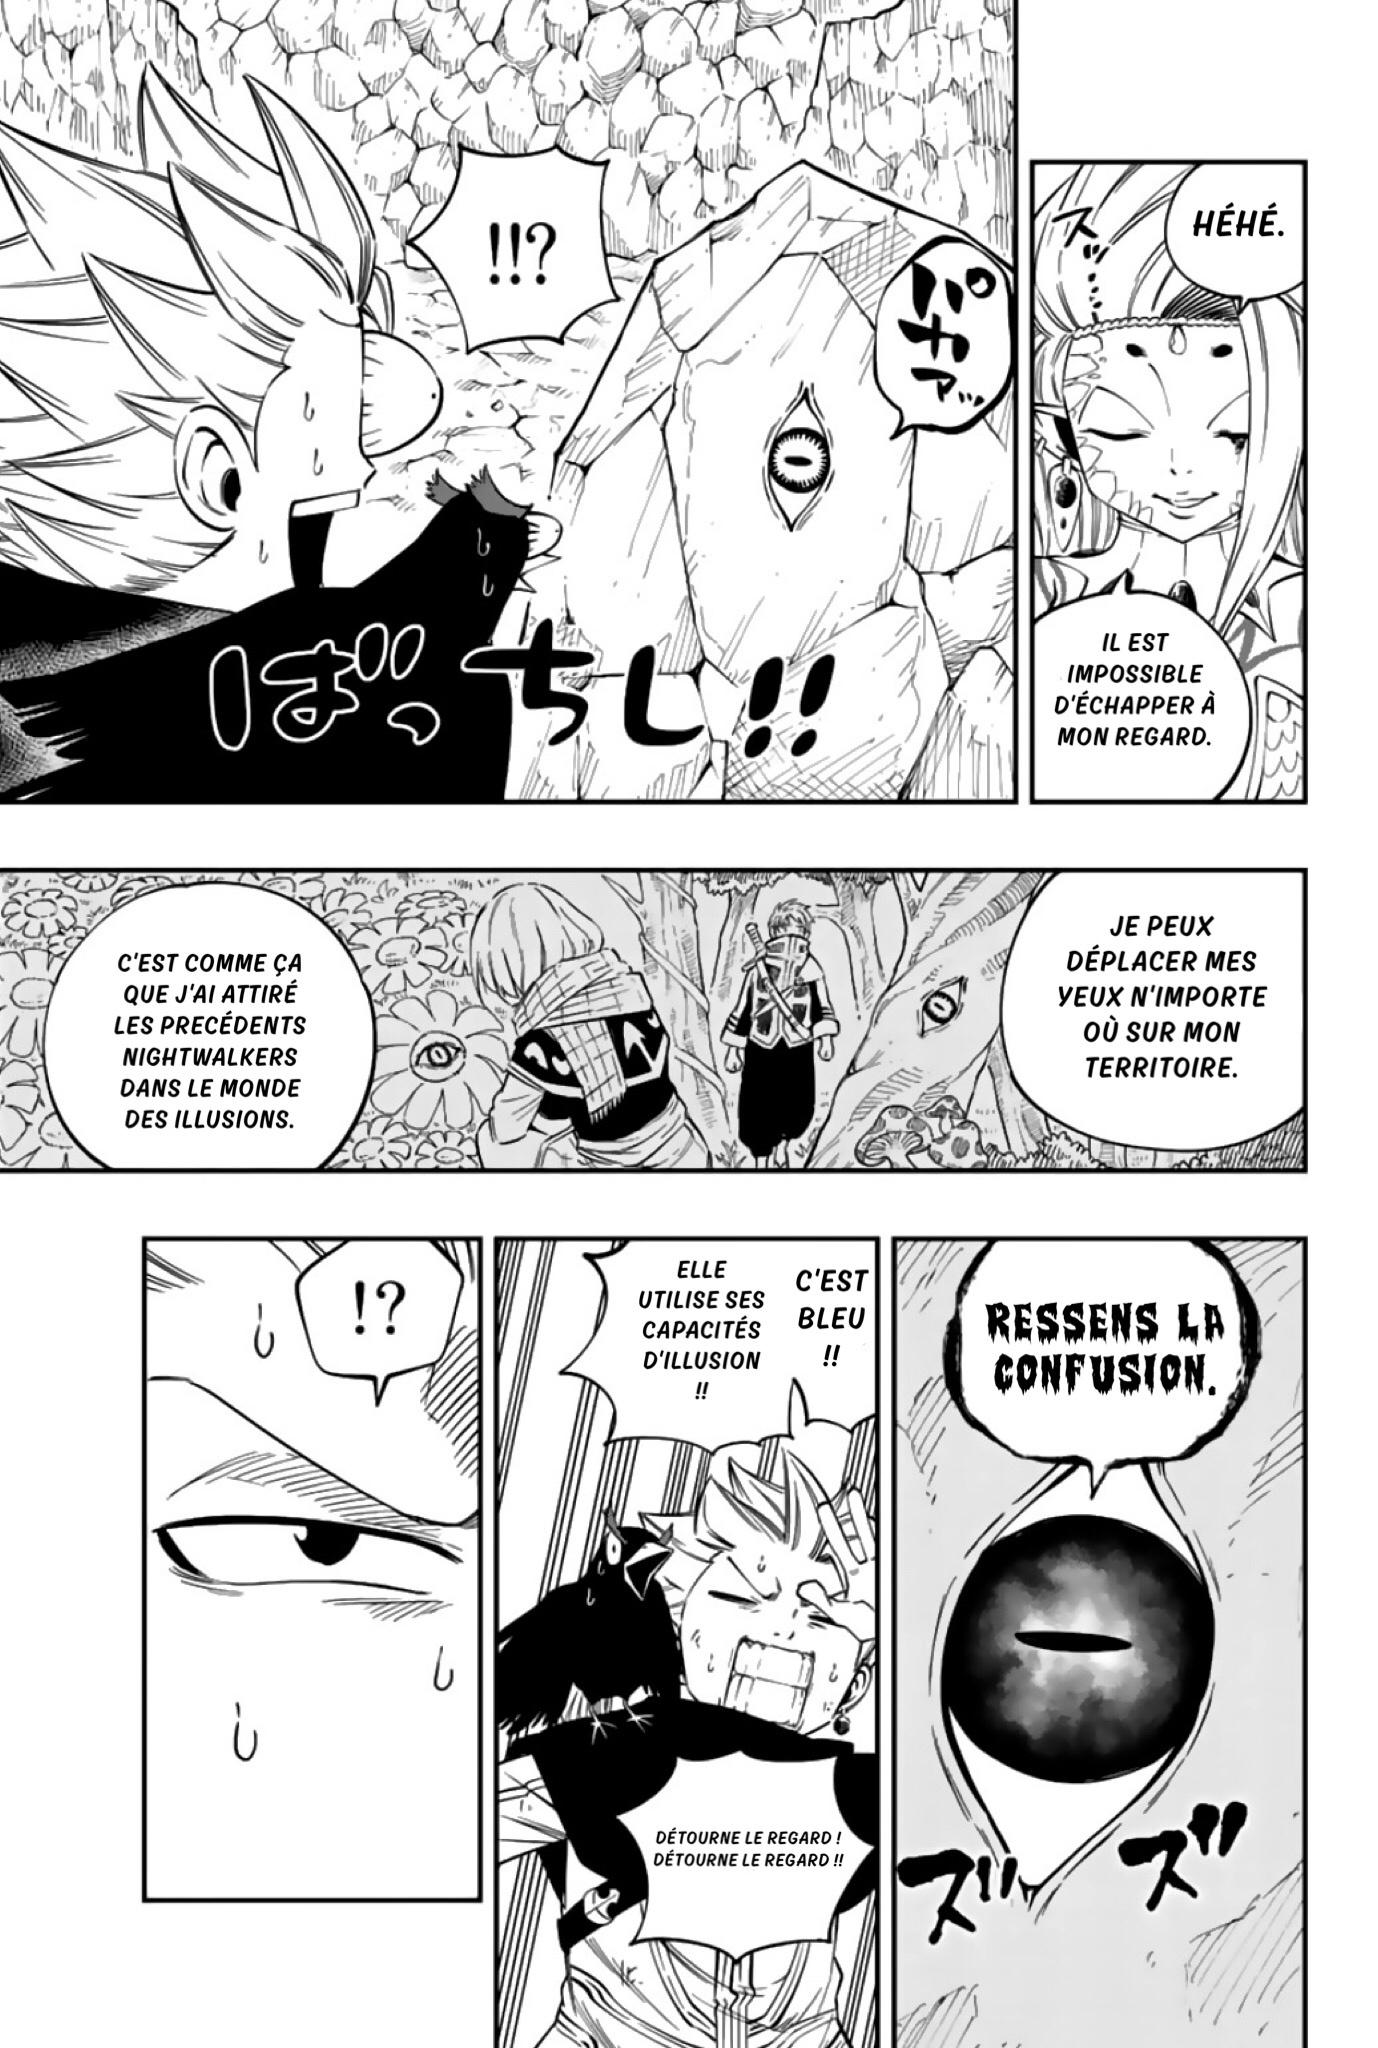 HÉHÉ.
ズ...
IL EST
IMPOSSIBLE
D'ÉCHAPPER À
MON REGARD.
パカァッ
!!?
ばっちし!!
JE PEUX
DÉPLACER MES
YEUX N'IMPORTE
OÙ SUR MON
TERRITOIRE.
C'EST COMME ÇA
QUE J'AI ATTIRÉ
LES PRECÉDENTS
NIGHTWALKERS
DANS LE MONDE
DES ILLUSIONS.
RESSENS LA
CONFUSION.
ズズ
C'EST
BLEU
!!
ELLE
UTILISE SES
CAPACITÉS
D'ILLUSION
!!
DÉTOURNE LE REGARD !
DÉTOURNE LE REGARD !!
!?